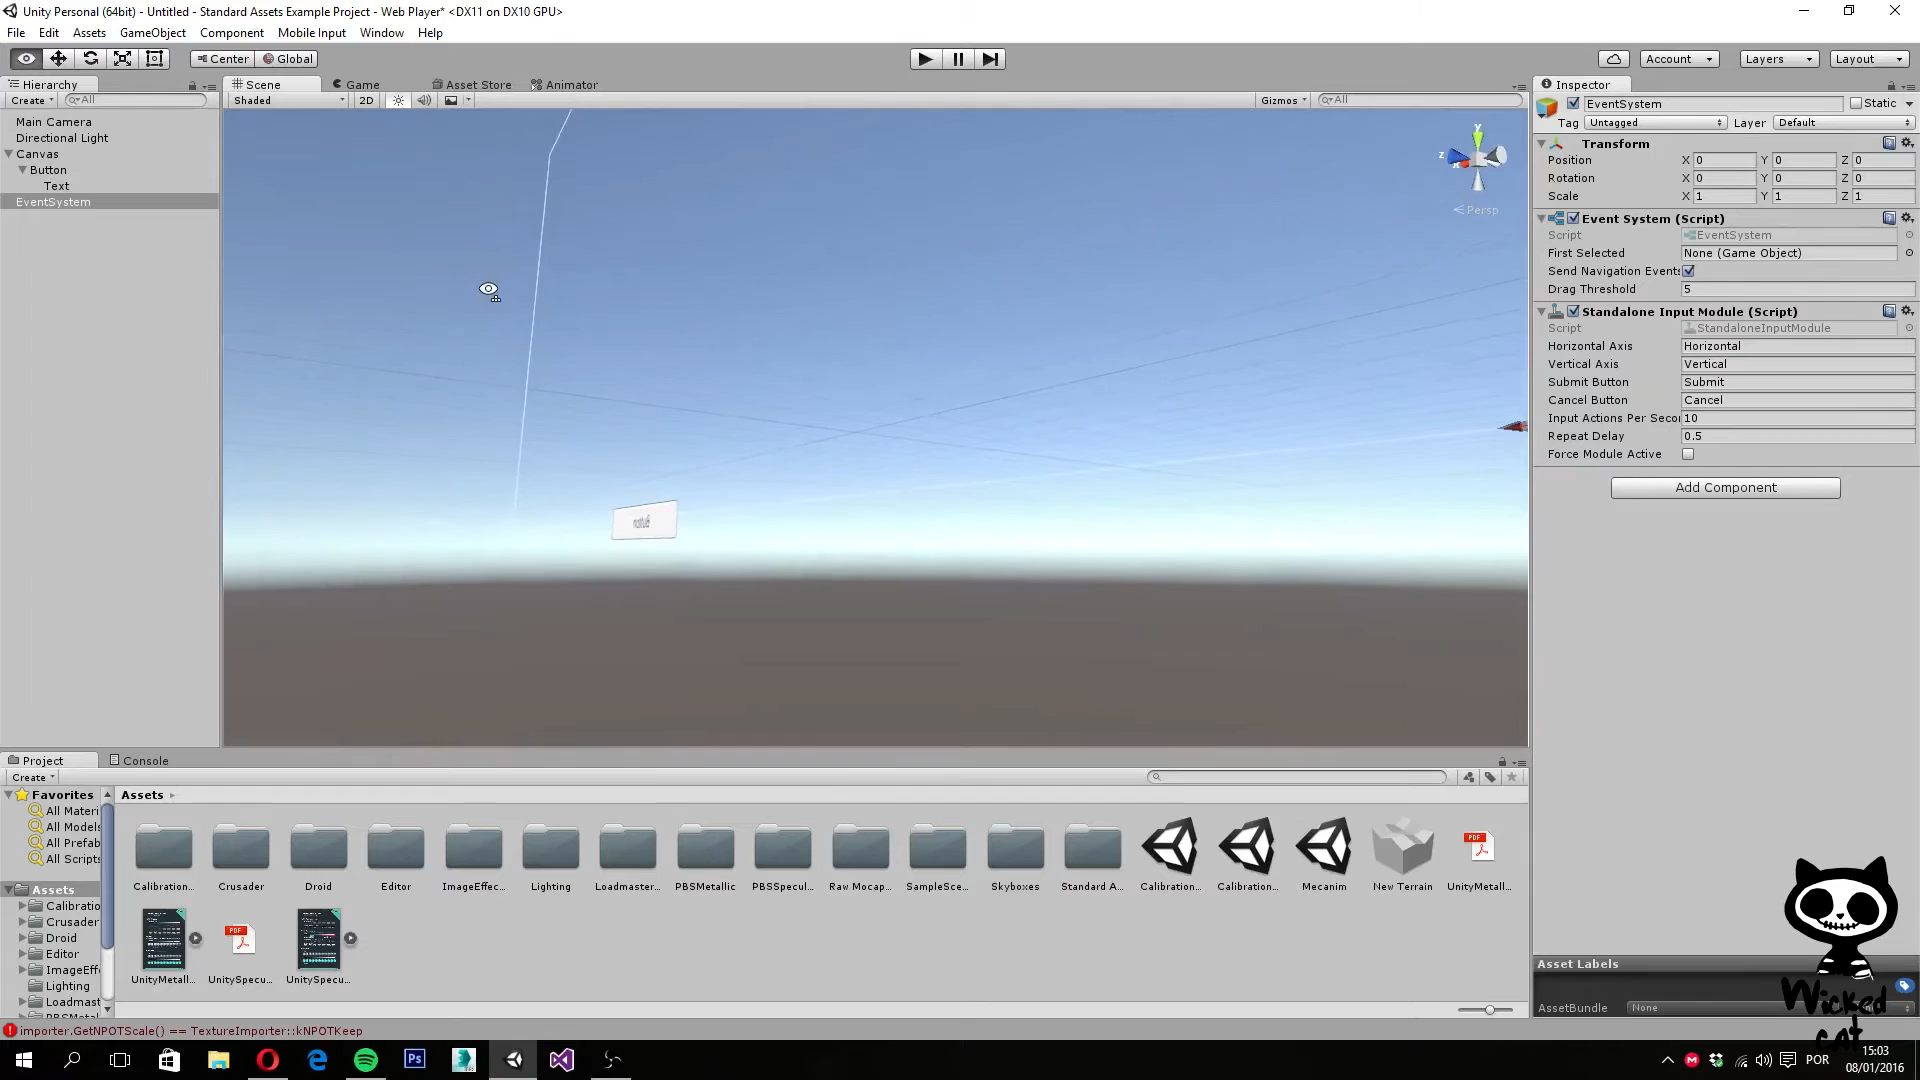 Unity Personal (64bit) - Untitled - Standard Assets Example Project - Web Player* <DX11 on DX10 GPU>
File Edit Assets GameObject Component Mobile Input Window Help
Center Global Account Layers Layout
Hierarchy Scene Game Asset Store Animator Inspector
Create All Shaded 2D Gizmos All
EventSystem Static
Tag Untagged Layer Default
Main Camera
Directional Light
Canvas
Button
Text
EventSystem
y
z
x
Persp
Transform
Position X 0 Y 0 Z 0
Rotation X 0 Y 0 Z 0
Scale X 1 Y 1 Z 1
Event System (Script)
Script EventSystem
First Selected None (Game Object)
Send Navigation Events
Drag Threshold 5
Standalone Input Module (Script)
Script StandaloneInputModule
Horizontal Axis Horizontal
Vertical Axis Vertical
Submit Button Submit
Cancel Button Cancel
Input Actions Per Secor 10
Repeat Delay 0.5
Force Module Active
Add Component
Button
Project Console
Create
Favorites
All Materi
All Models
All Prefab
All Scripts
Assets
Calibratio
Crusader
Droid
Editor
ImageEff
Lighting
Loadmast
PBSMetal
Assets
Calibration... Crusader Droid Editor ImageEffec... Lighting Loadmaster... PBSMetallic PBSSpecul... Raw Mocap... SampleSce... Skyboxes Standard A... Calibration... Calibration... Mecanim New Terrain UnityMetall...
PDF
PDF
UnityMetall... UnitySpecu... UnitySpecu...
Asset Labels
AssetBundle None
Wicked
cat
importer.GetNPOTScale() == TextureImporter::kNPOTKeep
Ps
POR
15:03
08/01/2016